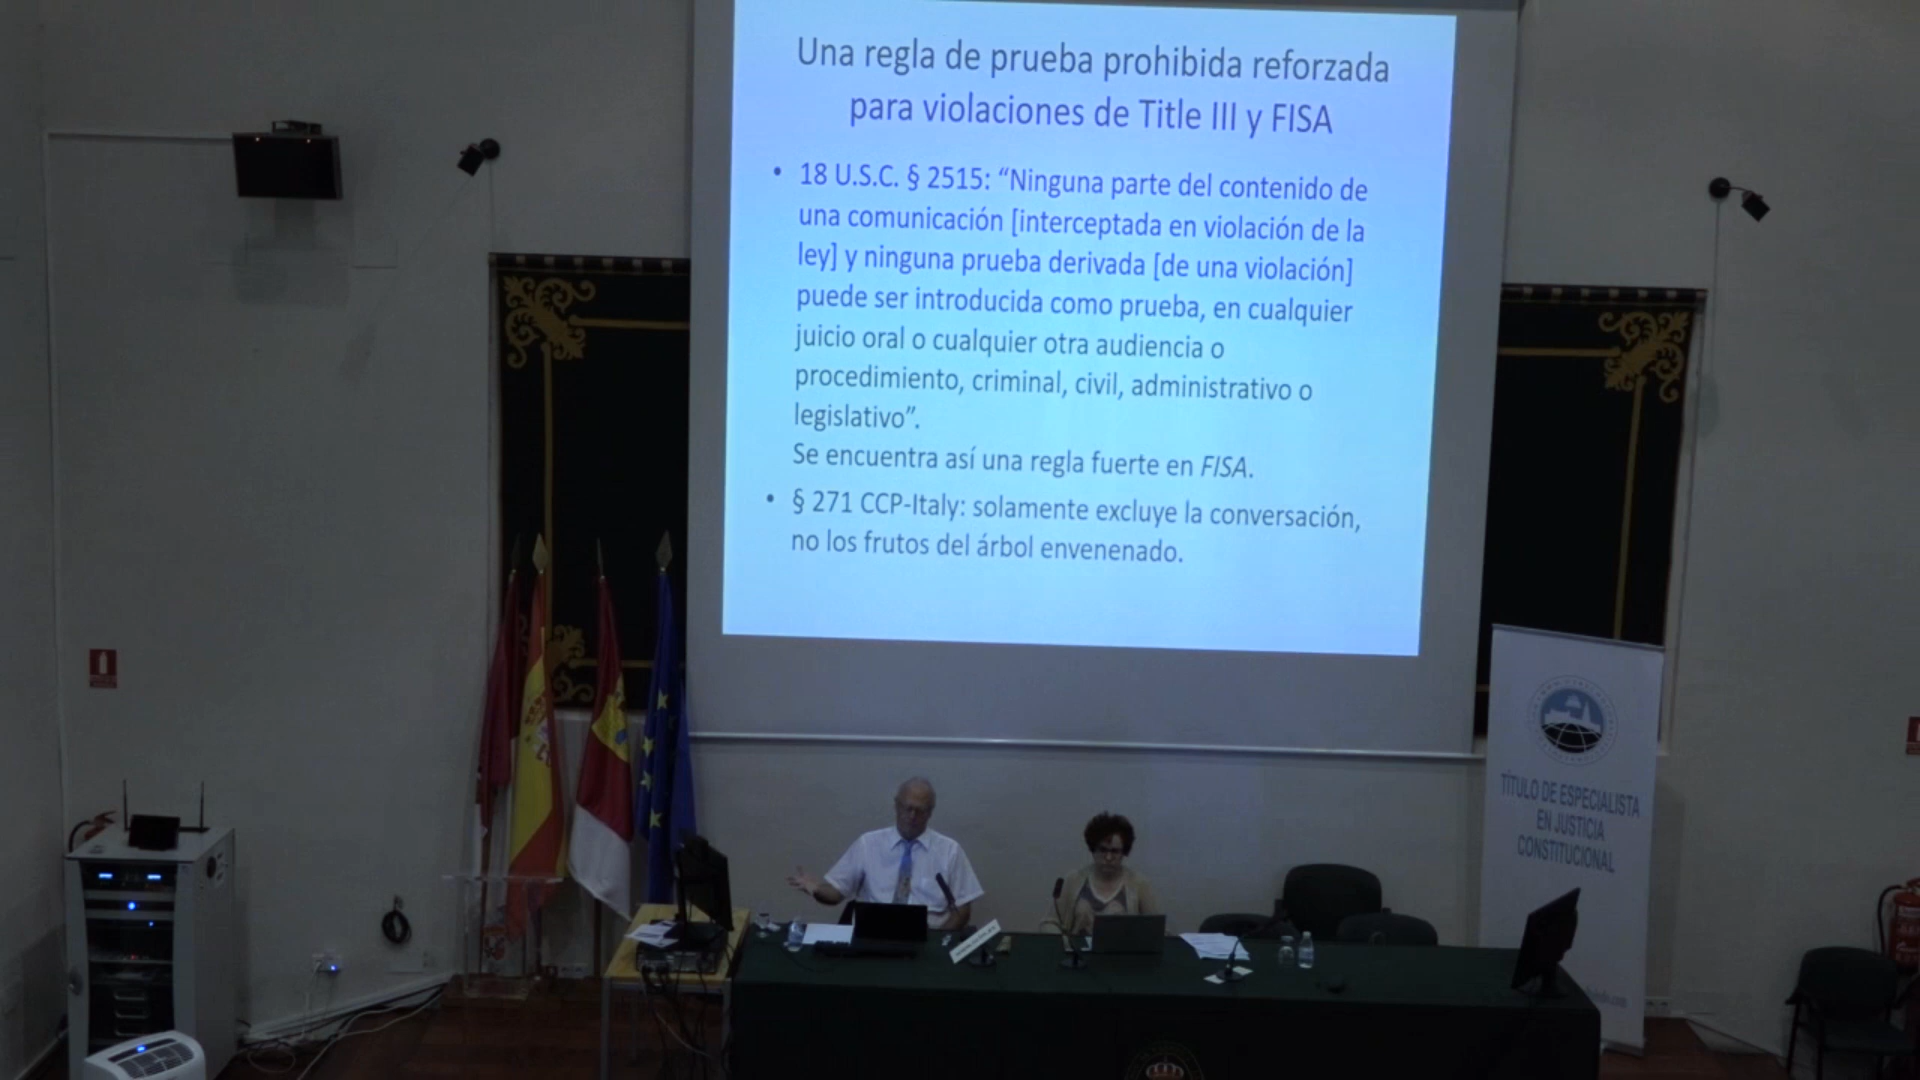 Una regla de prueba prohibida reforzada
para violaciones de Title III y FISA
• 18 U.S.C. § 2515: “Ninguna parte del contenido de
una comunicación [interceptada en violación de la
ley] y ninguna prueba derivada [de una violación]
puede ser introducida como prueba, en cualquier
juicio oral o cualquier otra audiencia o
procedimiento, criminal, civil, administrativo o
legislativo”.
Se encuentra así una regla fuerte en FISA.
• § 271 CCP-Italy: solamente excluye la conversación,
no los frutos del árbol envenenado.
TÍTULO DE ESPECIALISTA
EN JUSTICIA
CONSTITUCIONAL